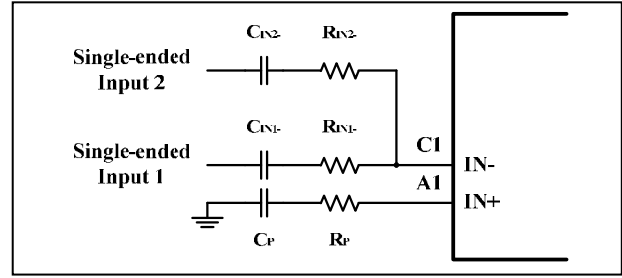 CIN2- RIN2-
Single-ended
Input 2
CIN1- RIN1-
Single-ended
Input 1
C1
IN-
A1
IN+
CP RP